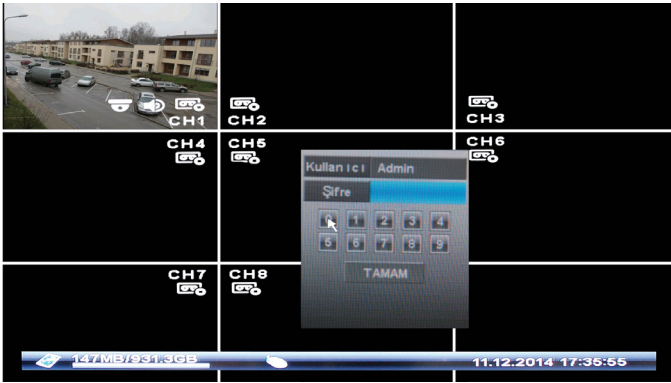 CH1
CH2
CH3
CH4
CH5
CH6
Kullanıcı Admin
Şifre
0 1 2 3 4
5 6 7 8 9
TAMAM
CH7
CH8
147MB/931.3GB
11.12.2014 17:35:55